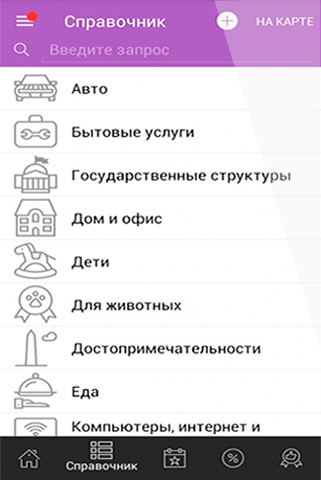 Справочник
НА КАРТЕ
Введите запрос
Авто
Бытовые услуги
Государственные структуры
Дом и офис
Дети
Для животных
Достопримечательности
Еда
Компьютеры, интернет и
Справочник